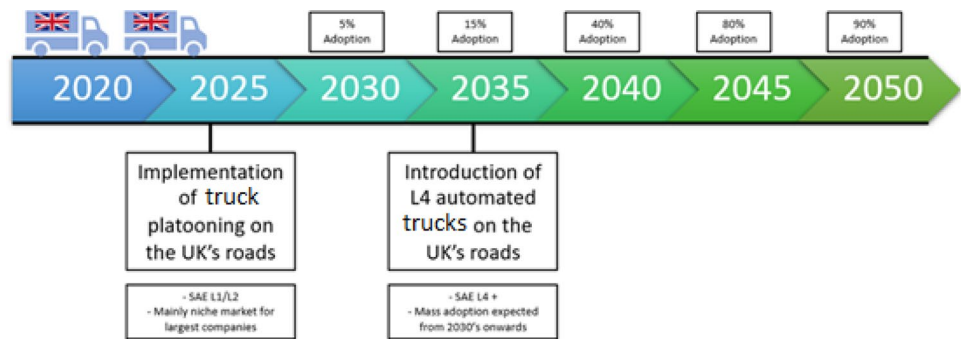 5%
Adoption
15%
Adoption
40%
Adoption
80%
Adoption
90%
Adoption
2020
2025
2030
2035
2040
2045
2050
Implementation
of truck
platooning on
the UK's roads
Introduction of
L4 automated
trucks on the
UK's roads
- SAE L1/L2
- Mainly niche market for
largest companies
- SAE L4 +
- Mass adoption expected
from 2030's onwards